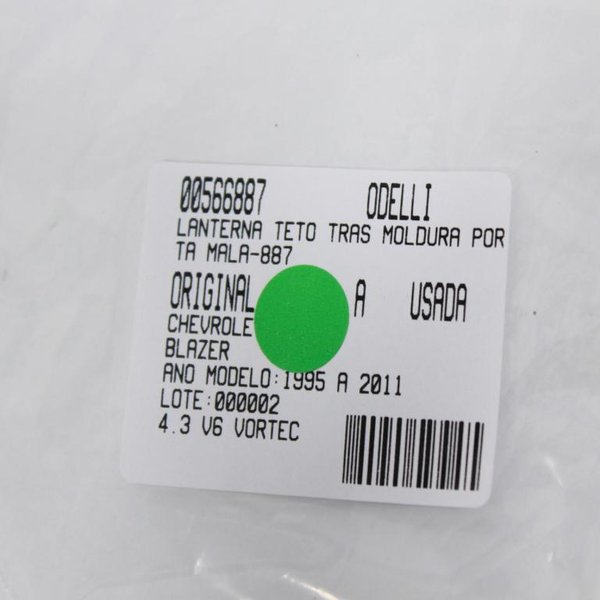 00566887 ODELLI
LANTERNA TETO TRAS MOLDURA POR
TA MALA-887
ORIGINAL A USADA
CHEVROLE
BLAZER
ANO MODELO:1995 A 2011
LOTE:000002
4.3 V6 VORTEC